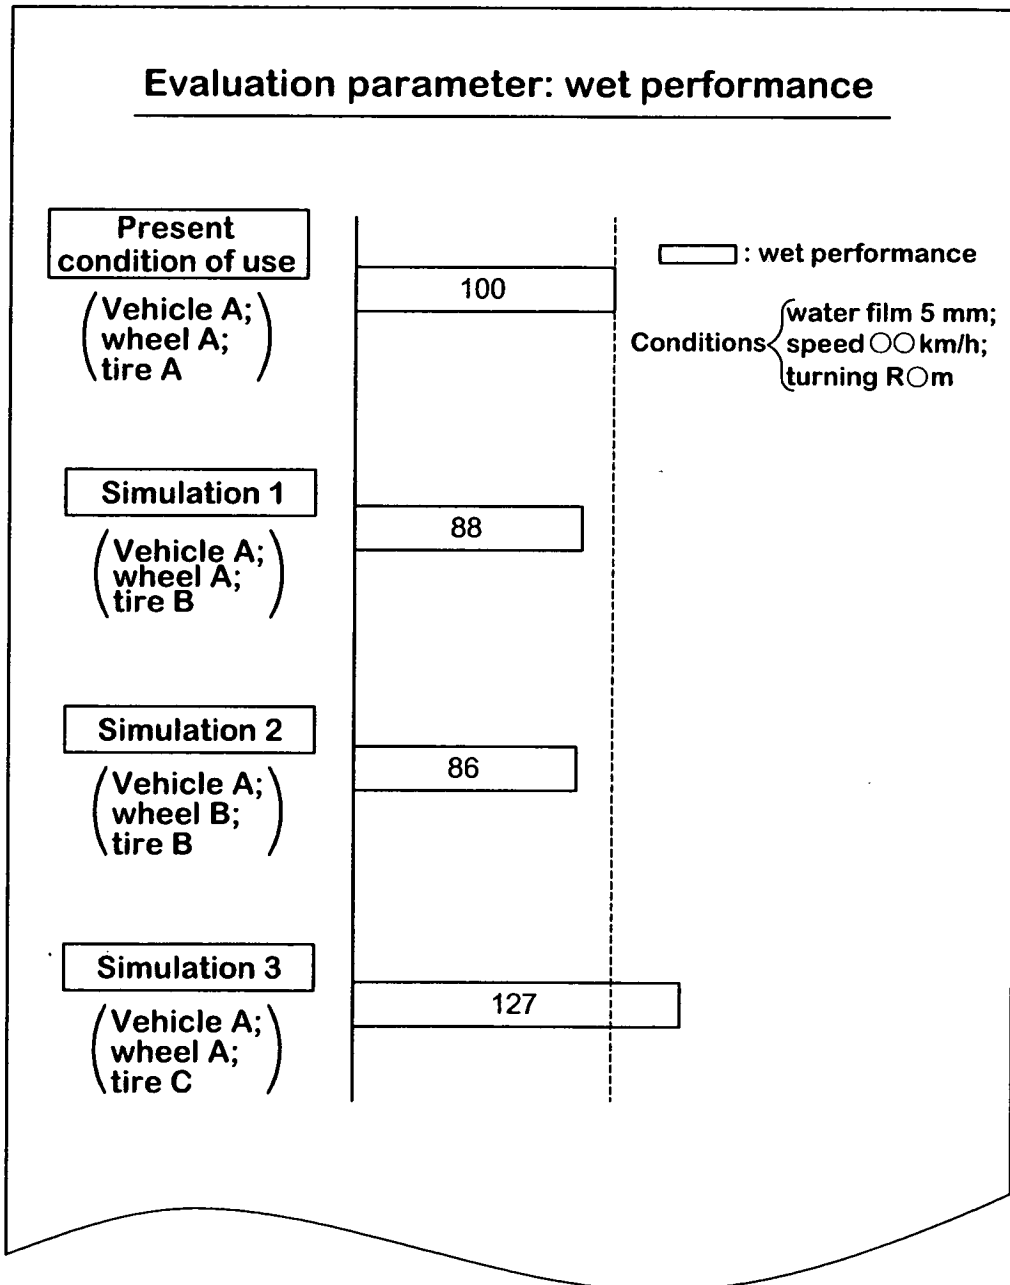 Evaluation parameter: wet performance
Present
condition of use
(Vehicle A;
wheel A;
tire A)
100
: wet performance
Conditions
water film 5 mm;
speed ○○ km/h;
turning R○m
Simulation 1
(Vehicle A;
wheel A;
tire B)
88
Simulation 2
(Vehicle A;
wheel B;
tire B)
86
Simulation 3
(Vehicle A;
wheel A;
tire C)
127